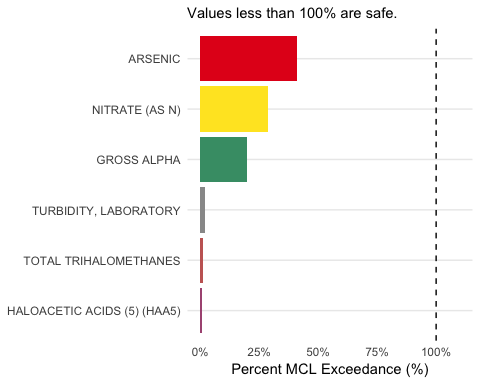 Values less than 100% are safe.
ARSENIC
NITRATE (AS N)
GROSS ALPHA
TURBIDITY, LABORATORY
TOTAL TRIHALOMETHANES
HALOACETIC ACIDS (5) (HAA5)
0% 25% 50% 75% 100%
Percent MCL Exceedance (%)